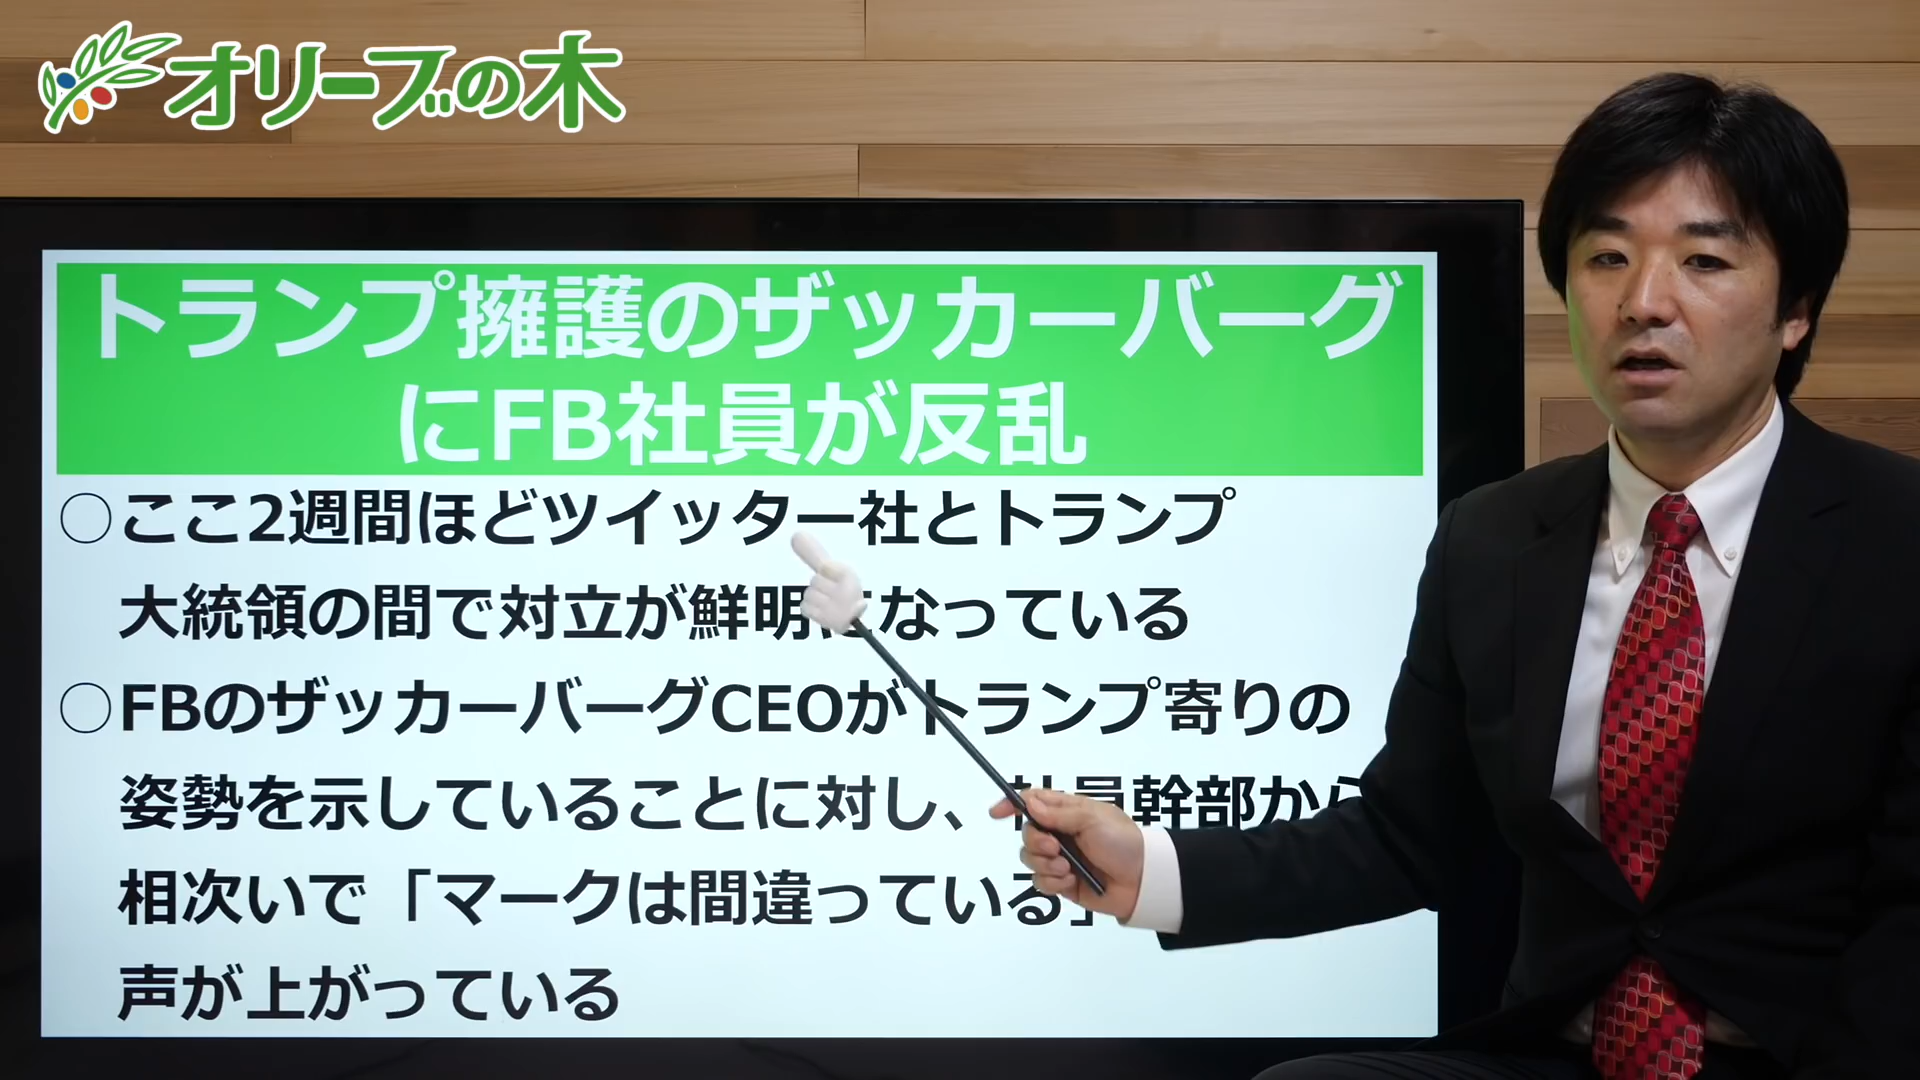 オリーブの木
トランプ擁護のザッカーバーグ
にFB社員が反乱
○ここ2週間ほどツイッター社とトランプ
大統領の間で対立が鮮明になっている
○FBのザッカーバーグCEOがトランプ寄りの
姿勢を示していることに対し、社員幹部から
相次いで「マークは間違っている」
声が上がっている